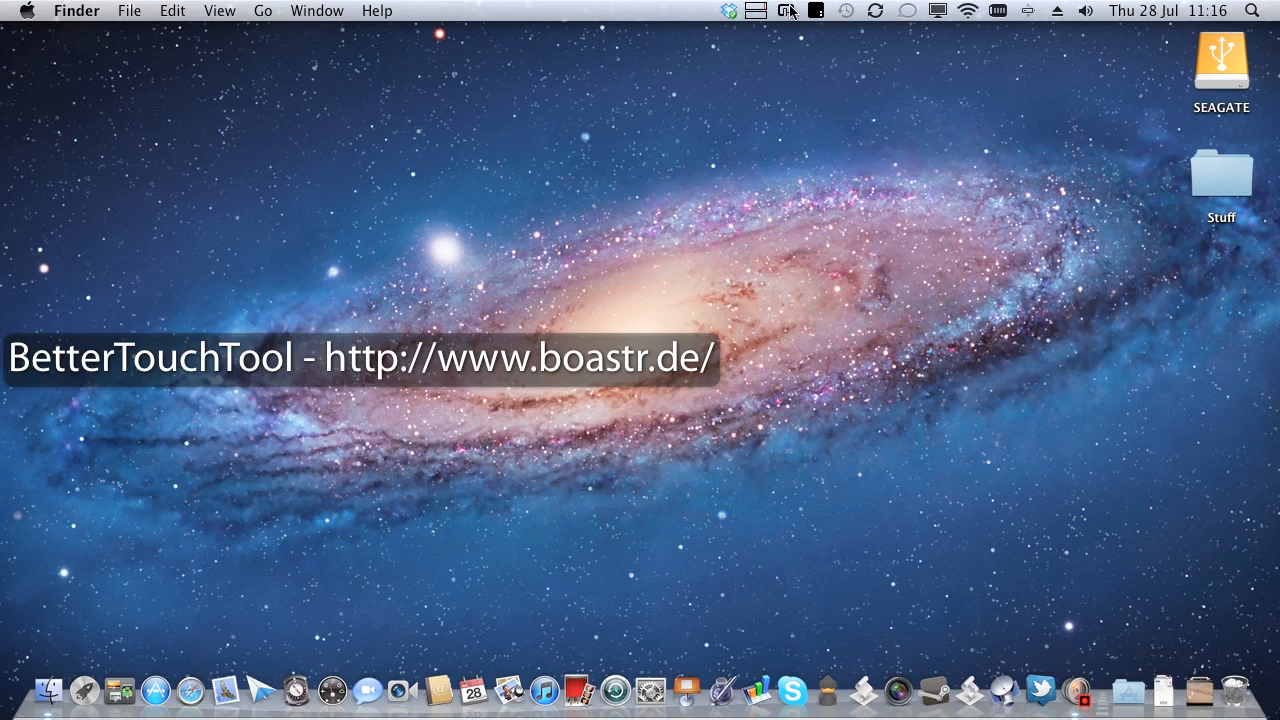 Finder File Edit View Go Window Help Thu 28 Jul 11:16
SEAGATE
Stuff
BetterTouchTool - http://www.boastr.de/
28